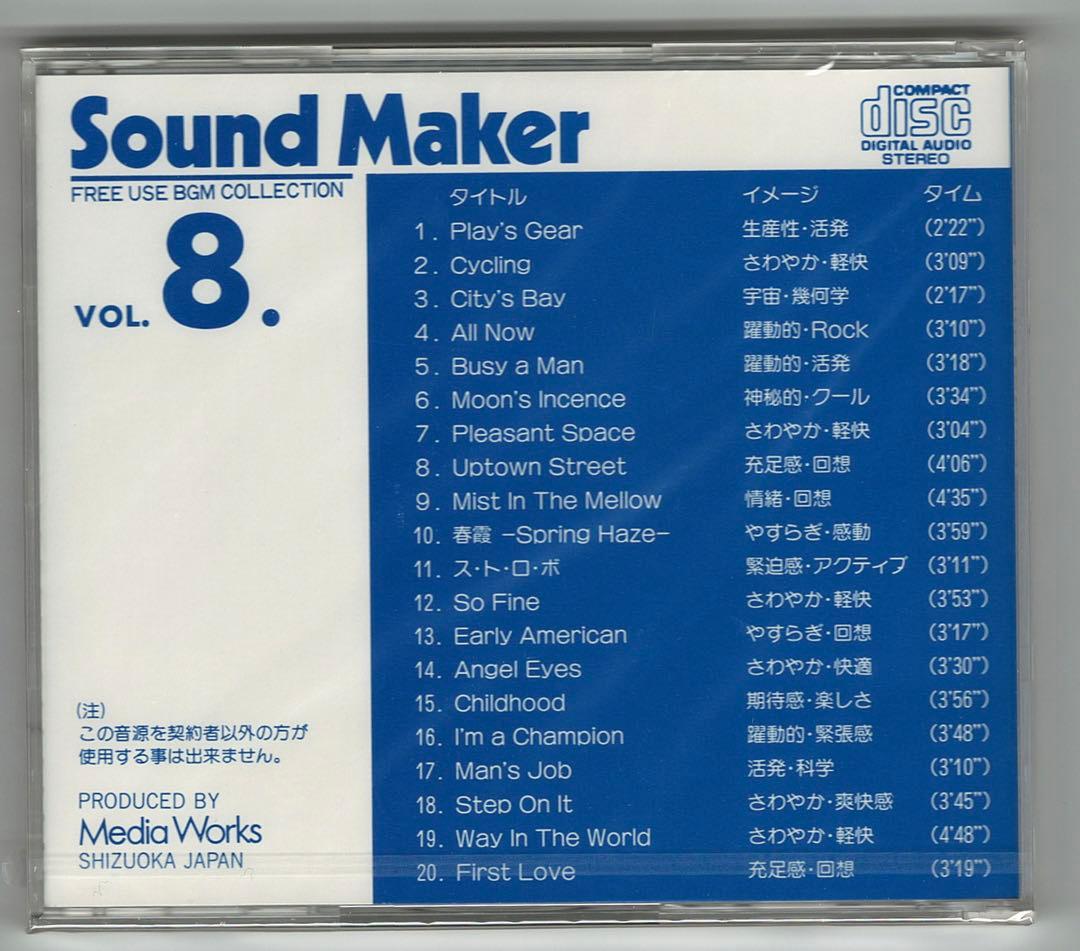 Sound Maker
FREE USE BGM COLLECTION
VOL. 8.
COMPACT
disc
DIGITAL AUDIO
STEREO
タイトル イメージ タイム
1. Play's Gear 生産性・活発 (2'22")
2. Cycling さわやか・軽快 (3'09")
3. City's Bay 宇宙・幾何学 (2'17")
4. All Now 躍動的・Rock (3'10")
5. Busy a Man 躍動的・活発 (3'18")
6. Moon's Incence 神秘的・クール (3'34")
7. Pleasant Space さわやか・軽快 (3'04")
8. Uptown Street 充足感・回想 (4'06")
9. Mist In The Mellow 情緒・回想 (4'35")
10. 春霞 −Spring Haze− やすらぎ・感動 (3'59")
11. ス・ト・ロ・ボ 緊迫感・アクティブ (3'11")
12. So Fine さわやか・軽快 (3'53")
13. Early American やすらぎ・回想 (3'17")
14. Angel Eyes さわやか・快適 (3'30")
15. Childhood 期待感・楽しさ (3'56")
16. I'm a Champion 躍動的・緊張感 (3'48")
17. Man's Job 活発・科学 (3'10")
18. Step On It さわやか・爽快感 (3'45")
19. Way In The World さわやか・軽快 (4'48")
20. First Love 充足感・回想 (3'19")
(注)
この音源を契約者以外の方が
使用する事は出来ません。
PRODUCED BY
Media Works
SHIZUOKA JAPAN